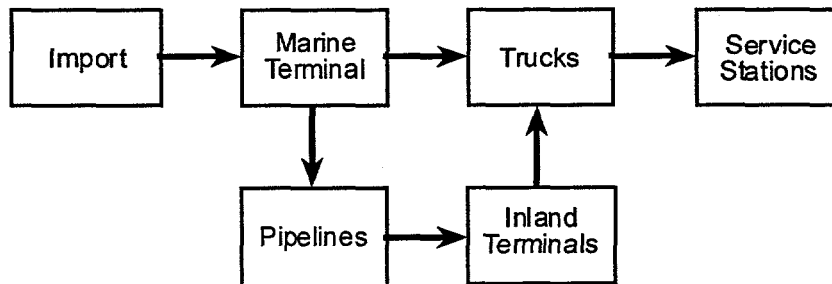 Import
Marine
Terminal
Trucks
Service
Stations
Pipelines
Inland
Terminals